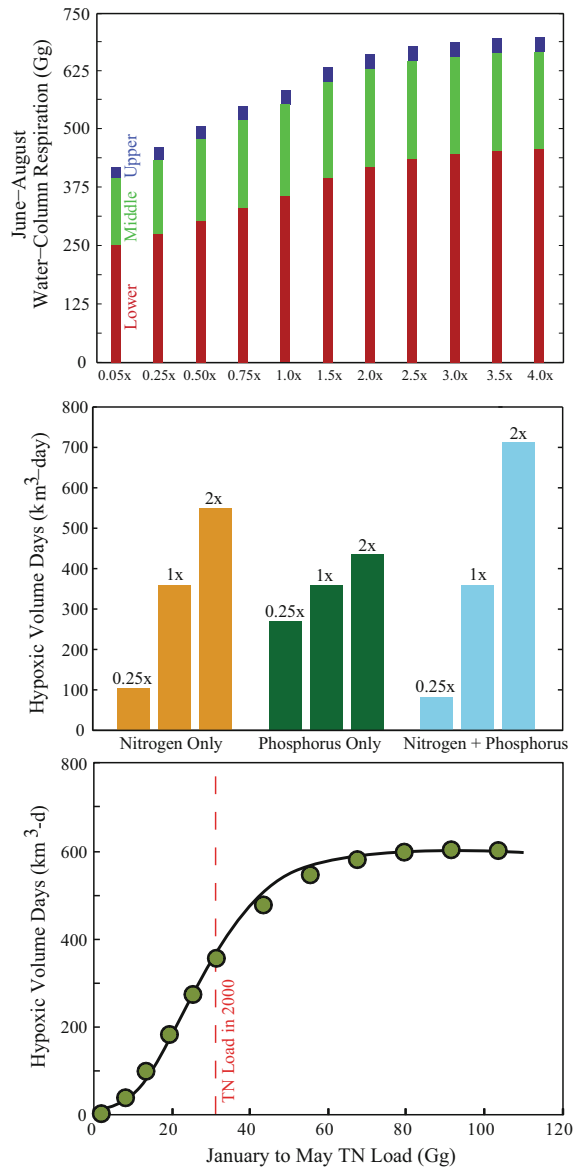 June–August
Water–Column Respiration (Gg)
750
625
500
375
250
125
0
Upper
Middle
Lower
0.05x 0.25x 0.50x 0.75x 1.0x 1.5x 2.0x 2.5x 3.0x 3.5x 4.0x
Hypoxic Volume Days (km³–day)
800
700
600
500
400
300
200
100
0
0.25x 1x 2x
0.25x 1x 2x
0.25x 1x 2x
Nitrogen Only Phosphorus Only Nitrogen + Phosphorus
Hypoxic Volume Days (km³-d)
800
600
400
200
0
TN Load in 2000
0 20 40 60 80 100 120
January to May TN Load (Gg)